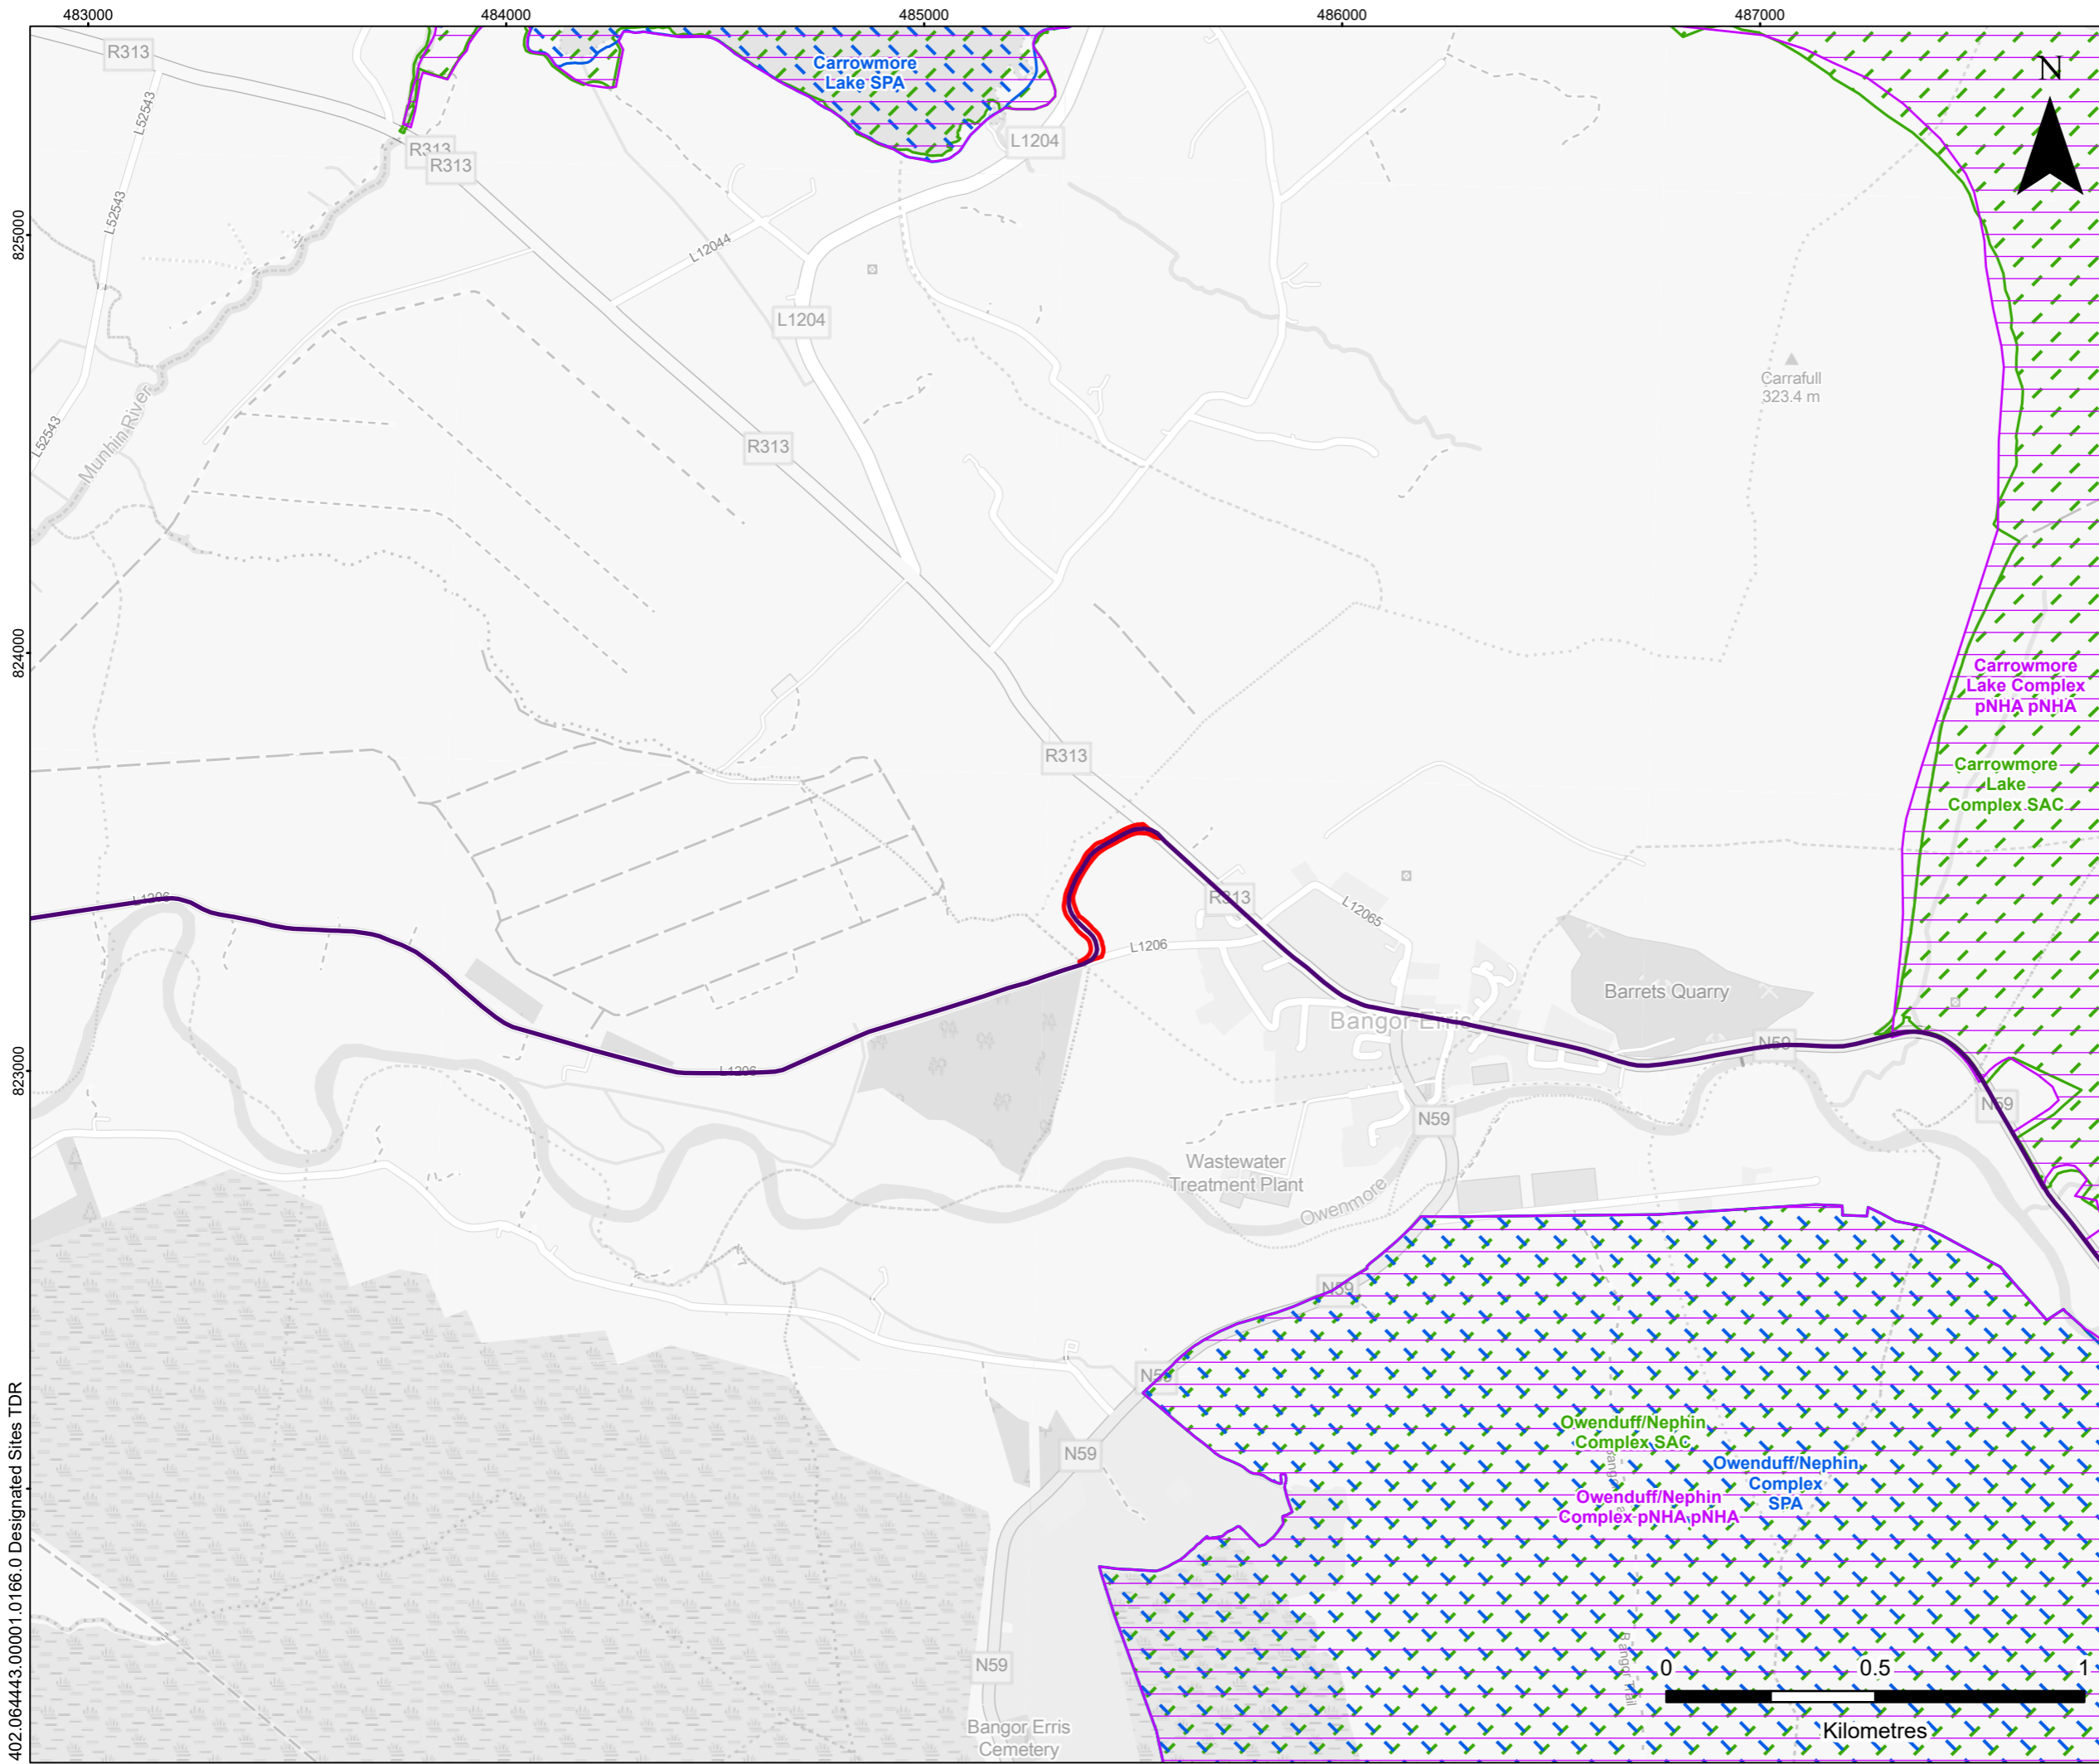 483000
484000
485000
486000
487000
R313
Carrowmore
Lake SPA
N
L52543
L1204
R313
R313
L52543
825000
L12044
L1204
Carrafull
323.4 m
Munhin River
L52543
R313
824000
Carrowmore
Lake Complex
pNHA pNHA
R313
Carrowmore
Lake
Complex SAC
L1206
R313
L12065
L1206
Barrets Quarry
Bangor Erris
N59
823000
L1206
N59
N59
Wastewater
Treatment Plant
Owenmore
N59
N59
Owenduff/Nephin
Complex SAC
N59
Owenduff/Nephin
Complex
SPA
Owenduff/Nephin
Complex pNHA pNHA
402.064443.00001.0166.0 Designated Sites TDR
N59
Bangor Trail
0
0.5
1
Kilometres
Bangor Erris
Cemetery